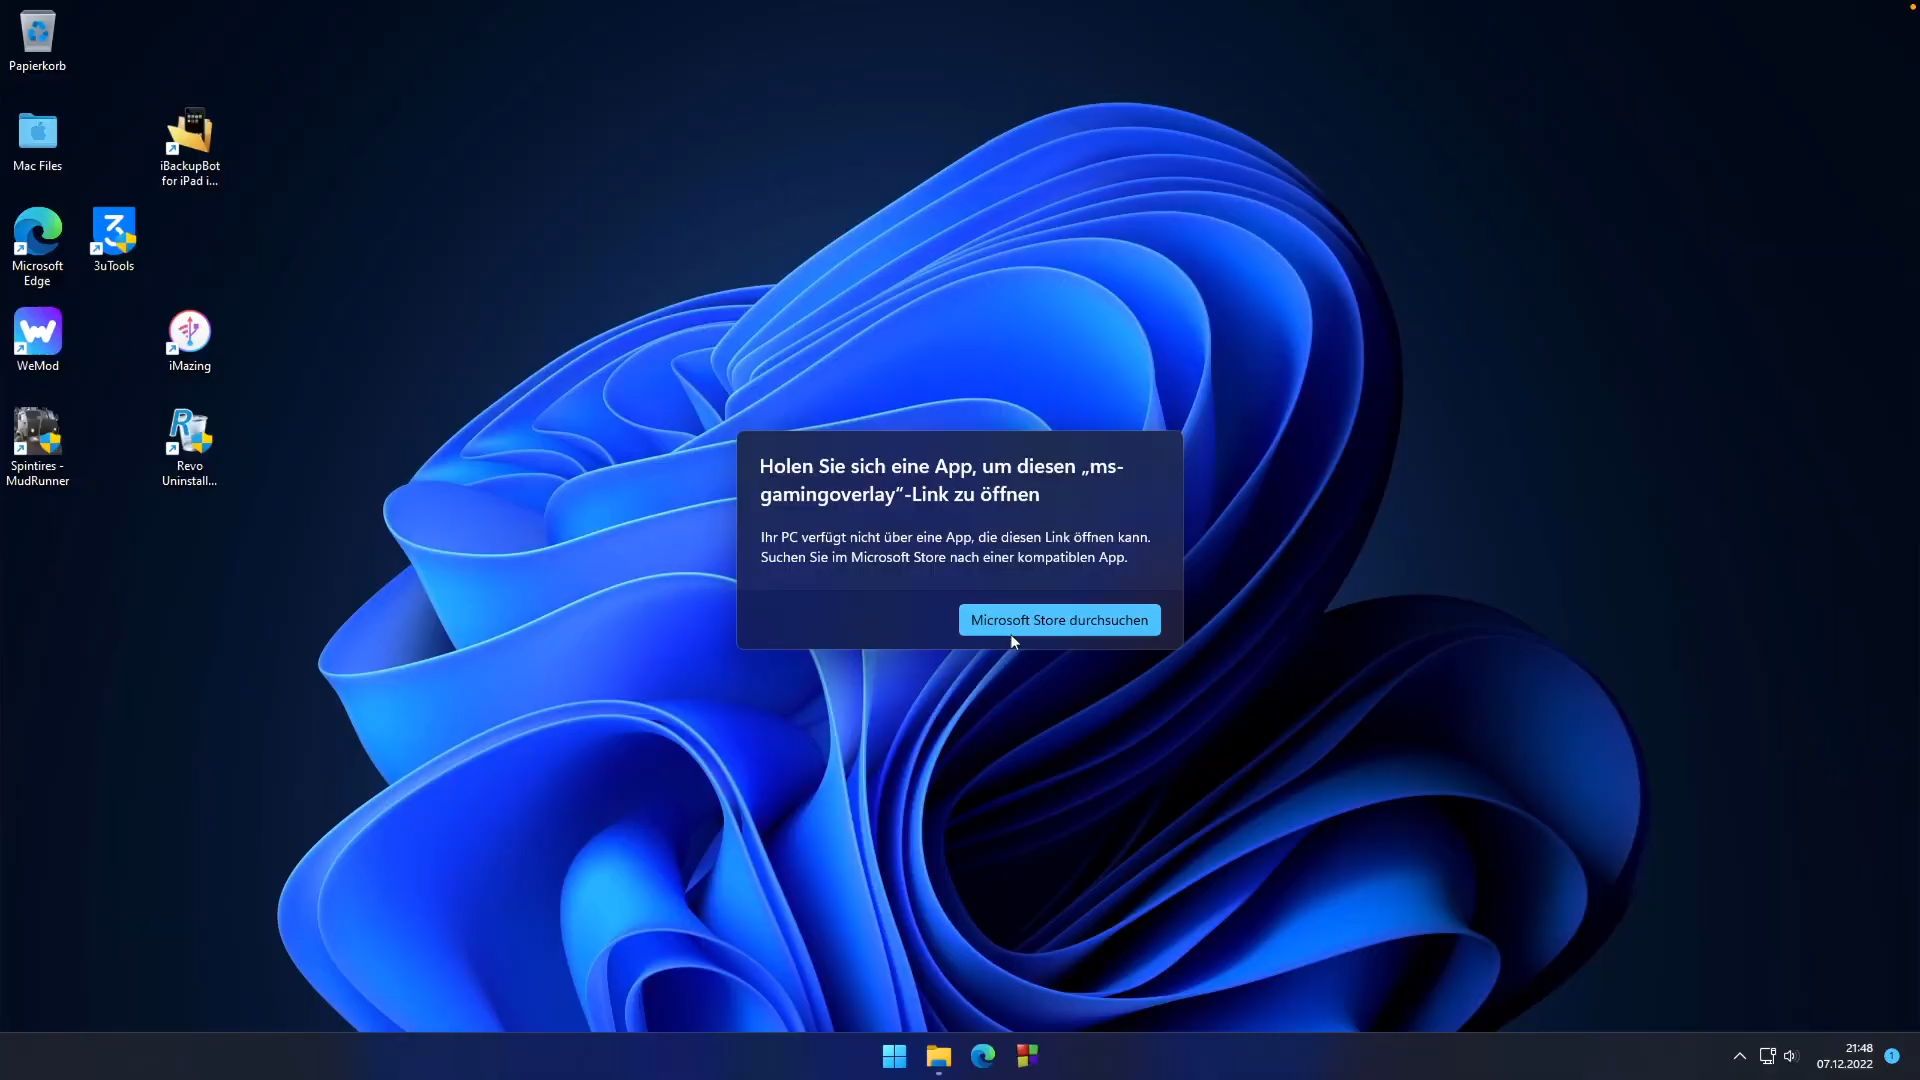 Papierkorb
Mac Files
iBackupBot
for iPad i...
Microsoft
Edge
3uTools
WeMod
iMazing
Spintires -
MudRunner
Revo
Uninstall...
Holen Sie sich eine App, um diesen „ms-
gamingoverlay“-Link zu öffnen
Ihr PC verfügt nicht über eine App, die diesen Link öffnen kann.
Suchen Sie im Microsoft Store nach einer kompatiblen App.
Microsoft Store durchsuchen
21:48
07.12.2022
1